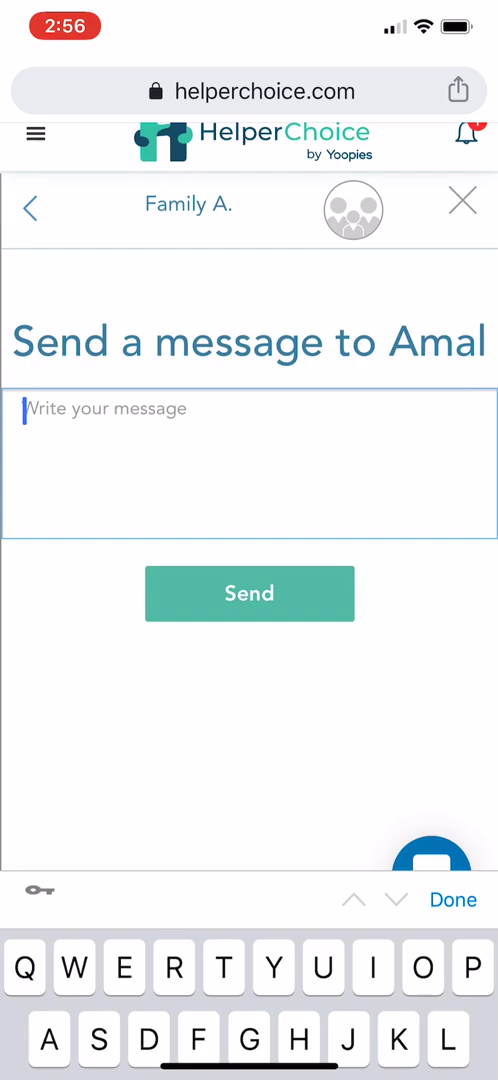 2:56
helperchoice.com
HelperChoice
by Yoopies
Family A.
Send a message to Amal
Write your message
Send
Done
Q W E R T Y U I O P
A S D F G H J K L